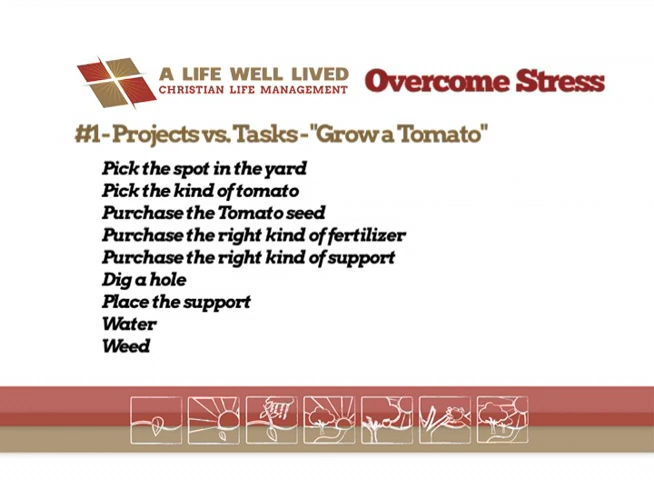 A LIFE WELL LIVED
CHRISTIAN LIFE MANAGEMENT
Overcome Stress
#1 - Projects vs. Tasks - "Grow a Tomato"
Pick the spot in the yard
Pick the kind of tomato
Purchase the Tomato seed
Purchase the right kind of fertilizer
Purchase the right kind of support
Dig a hole
Place the support
Water
Weed